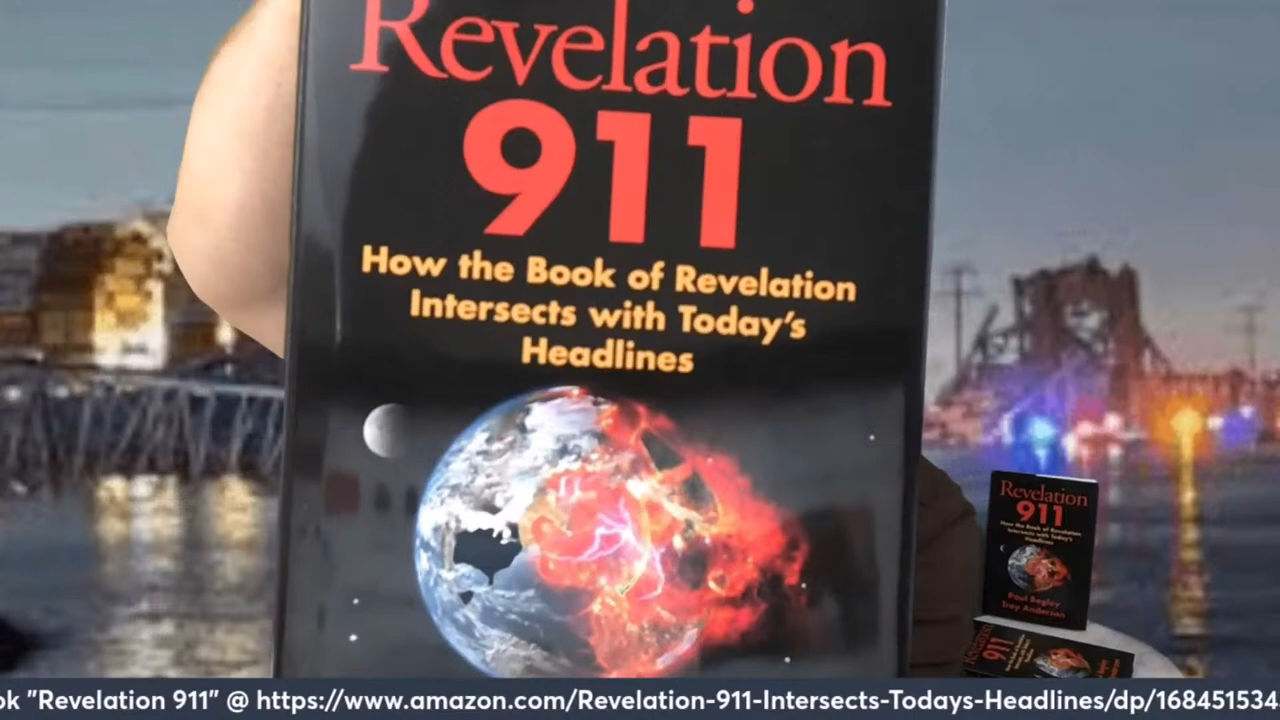 Revelation
911
How the Book of Revelation
Intersects with Today's
Headlines
Revelation
911
How the Book of Revelation
Intersects with Today's
Headlines
Paul Begley
Troy Anderson
911
ok "Revelation 911" @ https://www.amazon.com/Revelation-911-Intersects-Todays-Headlines/dp/168451534